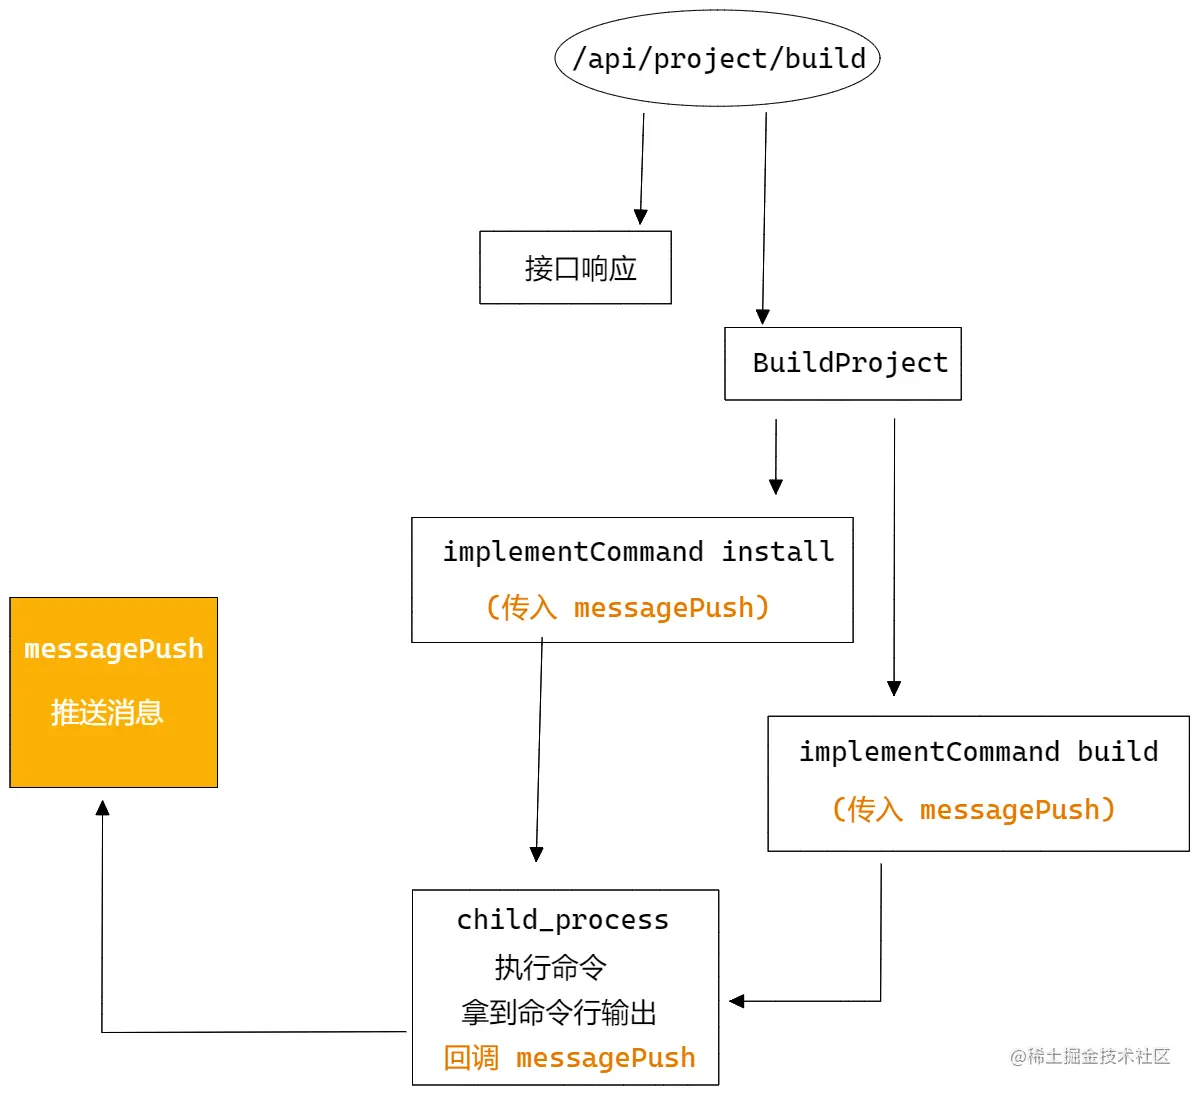 /api/project/build
接口响应
BuildProject
implementCommand install
(传入 messagePush)
messagePush
推送消息
implementCommand build
(传入 messagePush)
child_process
执行命令
拿到命令行输出
回调 messagePush
@稀土掘金技术社区